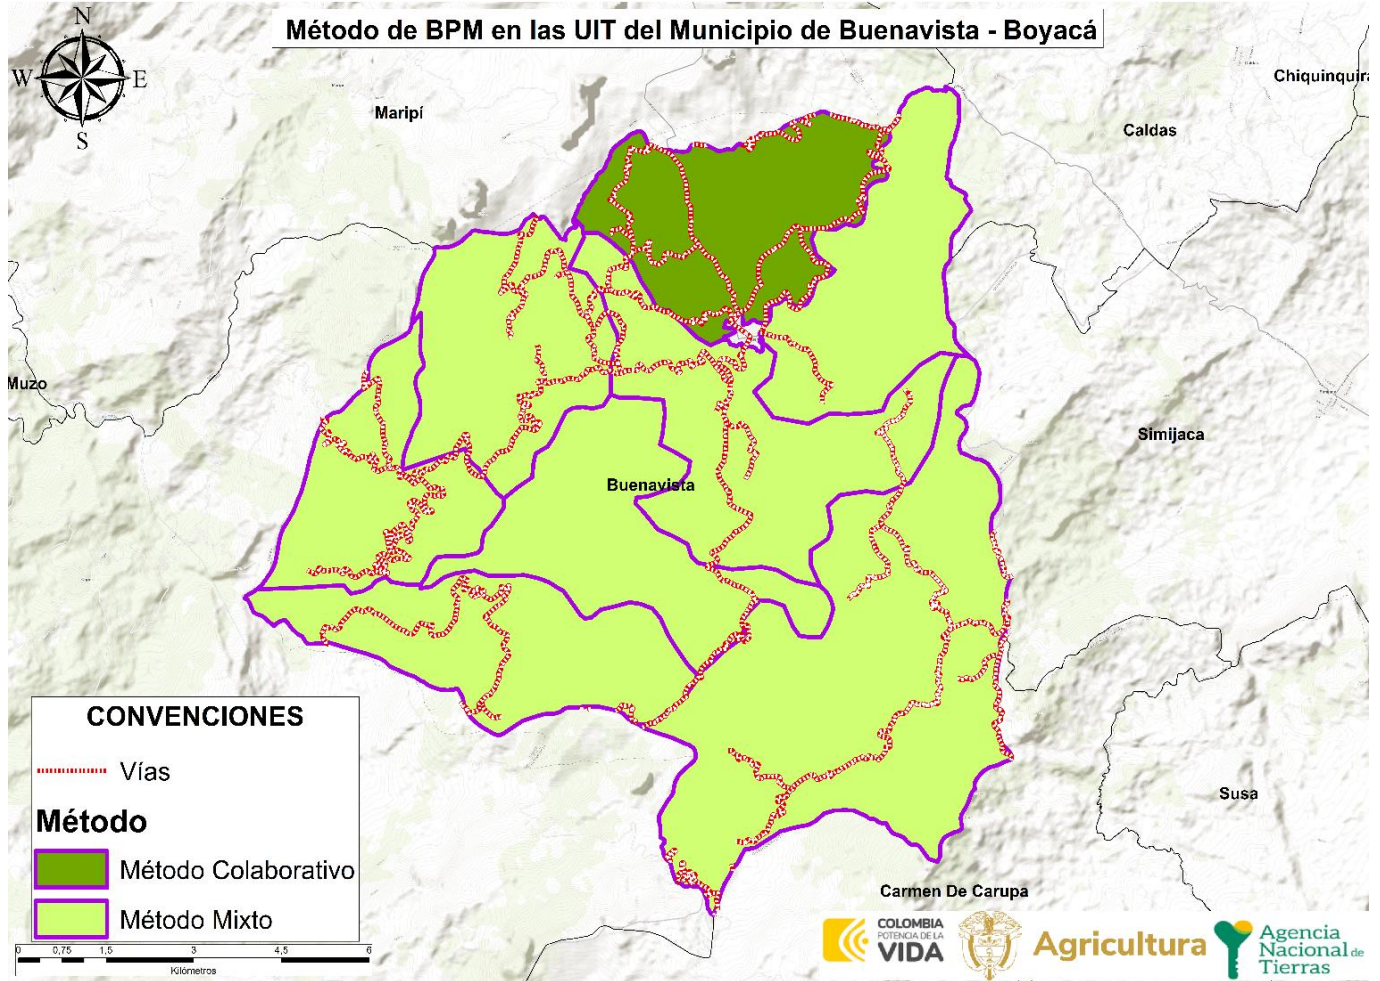 Método de BPM en las UIT del Municipio de Buenavista - Boyacá
N
W
E
S
Chiquinquirá
Maripí
Caldas
Muzo
Simijaca
Buenavista
Susa
Carmen De Carupa
CONVENCIONES
Vías
Método
Método Colaborativo
Método Mixto
0 0,75 1,5 3 4,5 6
Kilómetros
COLOMBIA
POTENCIA DE LA
VIDA
Agricultura
Agencia
Nacional de
Tierras